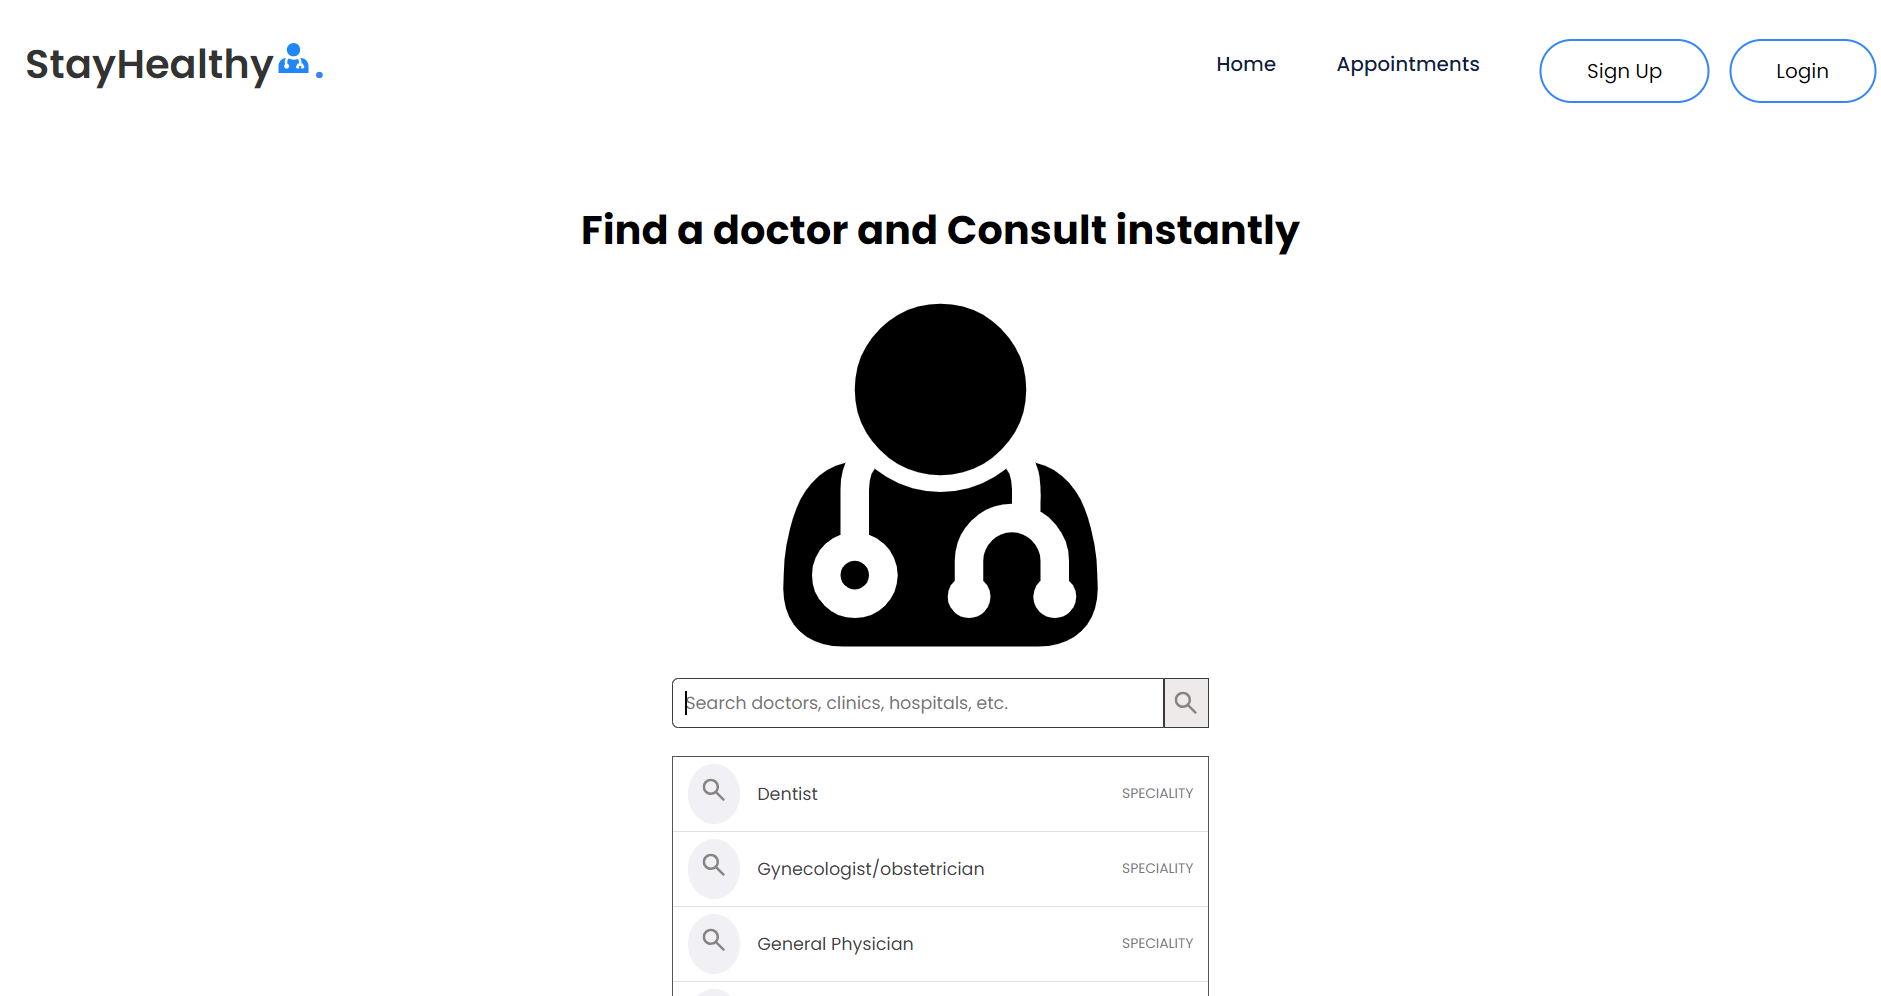 StayHealthy.
Home Appointments Sign Up Login
Find a doctor and Consult instantly
Search doctors, clinics, hospitals, etc.
Dentist SPECIALITY
Gynecologist/obstetrician SPECIALITY
General Physician SPECIALITY